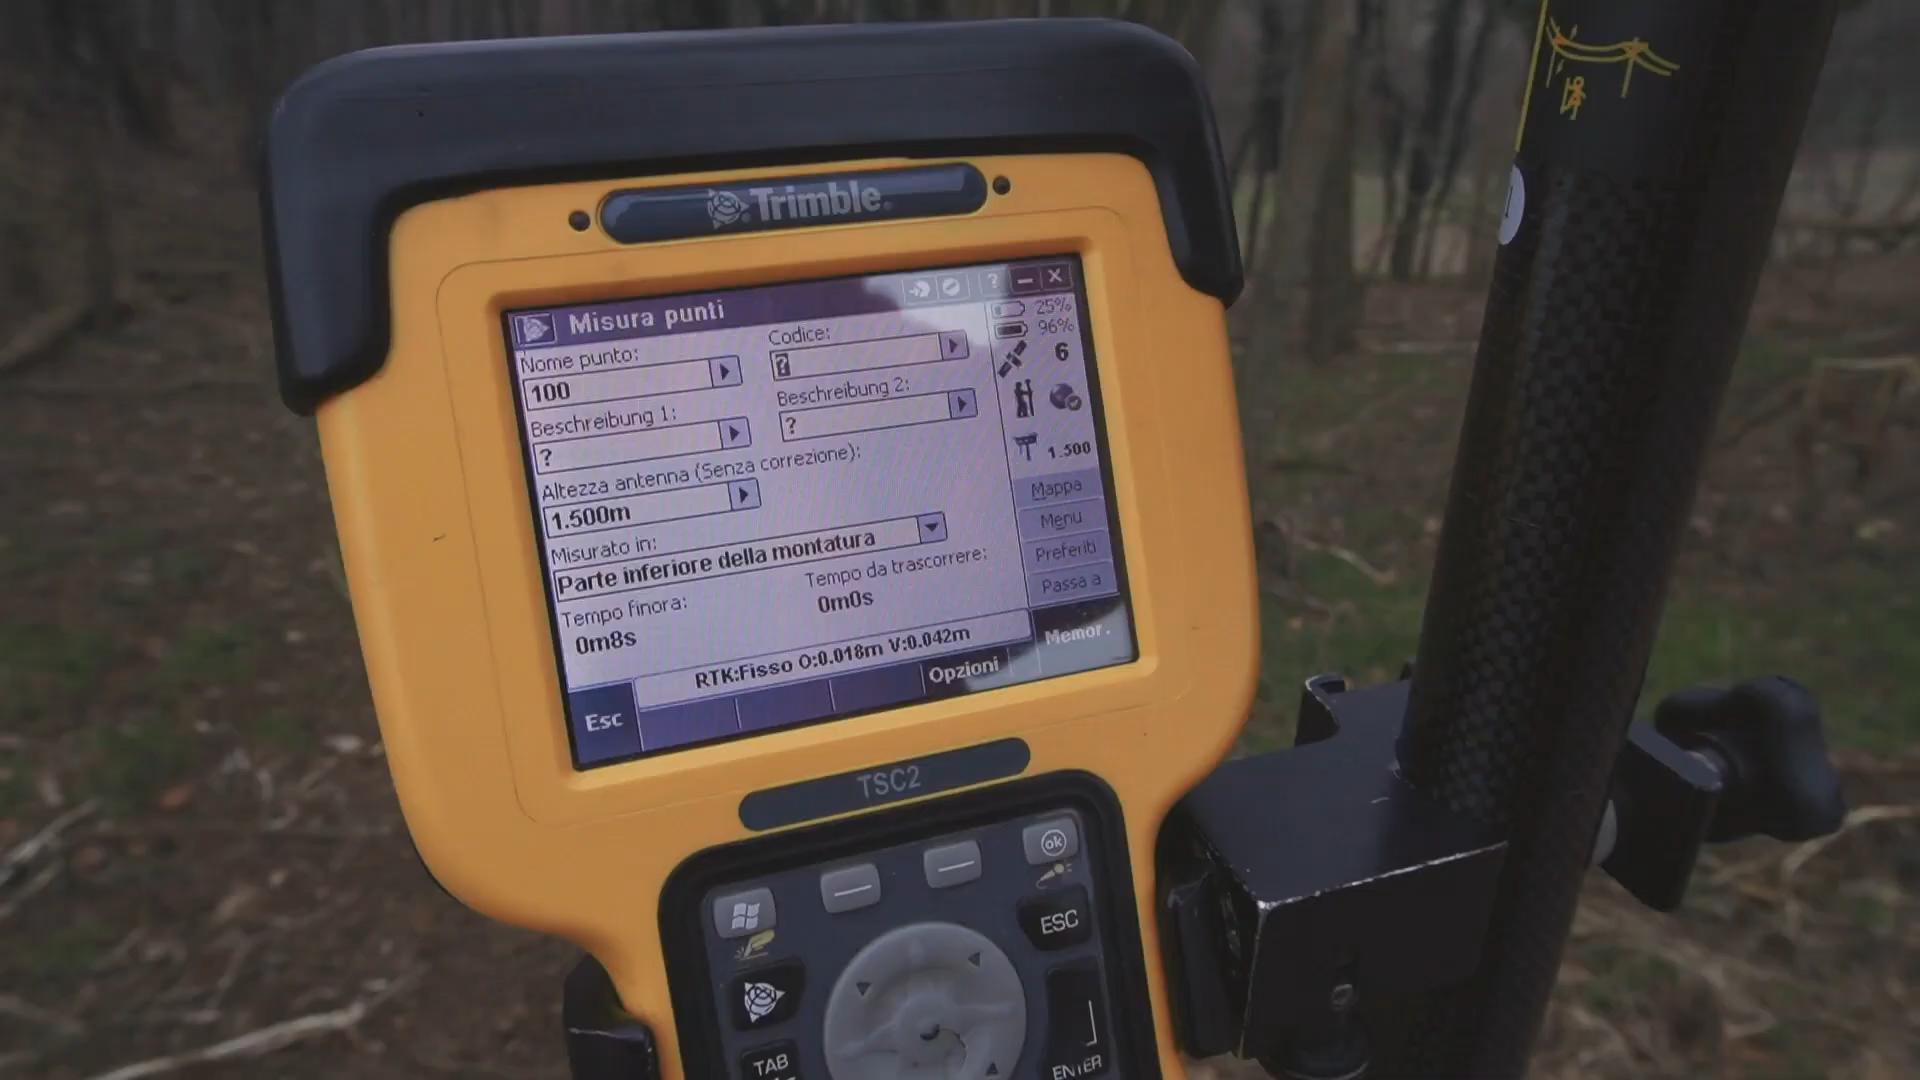 Trimble
Misura punti
? – X
Nome punto:
100
Codice:
?
Beschreibung 1:
?
Beschreibung 2:
?
Altezza antenna (Senza correzione):
1.500m
Misurato in:
Parte inferiore della montatura
Tempo finora:
0m8s
Tempo da trascorrere:
0m0s
RTK:Fisso O:0.018m V:0.042m
Esc
Opzioni
25%
96%
6
1.500
Mappa
Menu
Preferiti
Passa a
Memor.
TSC2
ok
ESC
TAB
ENTER
1